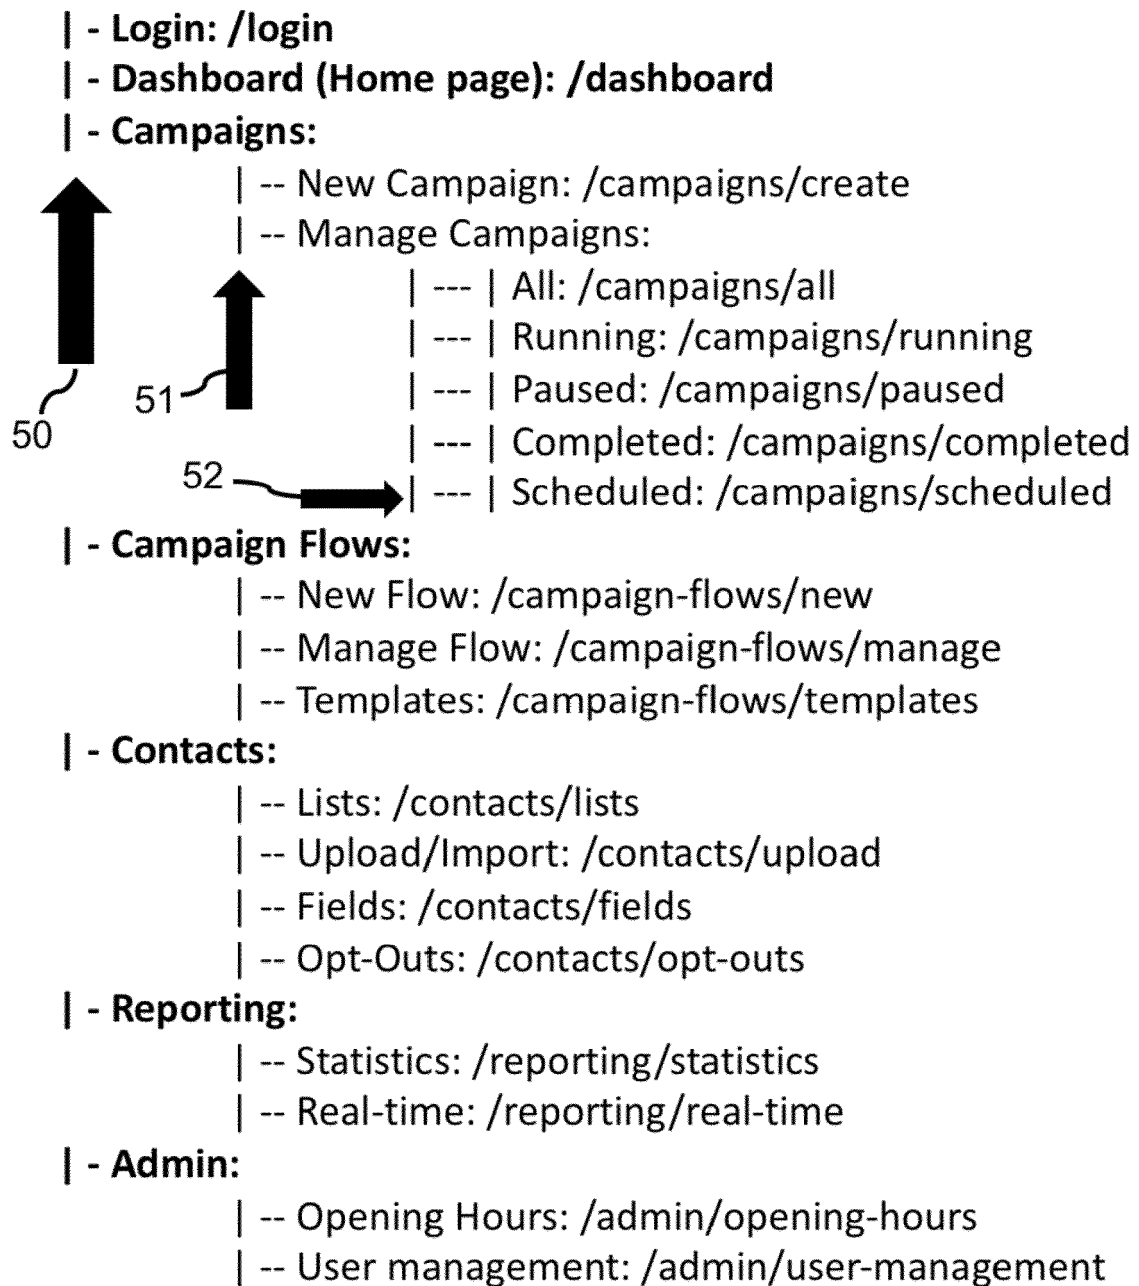 | - Login: /login
| - Dashboard (Home page): /dashboard
| - Campaigns:
| -- New Campaign: /campaigns/create
| -- Manage Campaigns:
| --- | All: /campaigns/all
| --- | Running: /campaigns/running
| --- | Paused: /campaigns/paused
51
50
| --- | Completed: /campaigns/completed
52
| --- | Scheduled: /campaigns/scheduled
| - Campaign Flows:
| -- New Flow: /campaign-flows/new
| -- Manage Flow: /campaign-flows/manage
| -- Templates: /campaign-flows/templates
| - Contacts:
| -- Lists: /contacts/lists
| -- Upload/Import: /contacts/upload
| -- Fields: /contacts/fields
| -- Opt-Outs: /contacts/opt-outs
| - Reporting:
| -- Statistics: /reporting/statistics
| -- Real-time: /reporting/real-time
| - Admin:
| -- Opening Hours: /admin/opening-hours
| -- User management: /admin/user-management